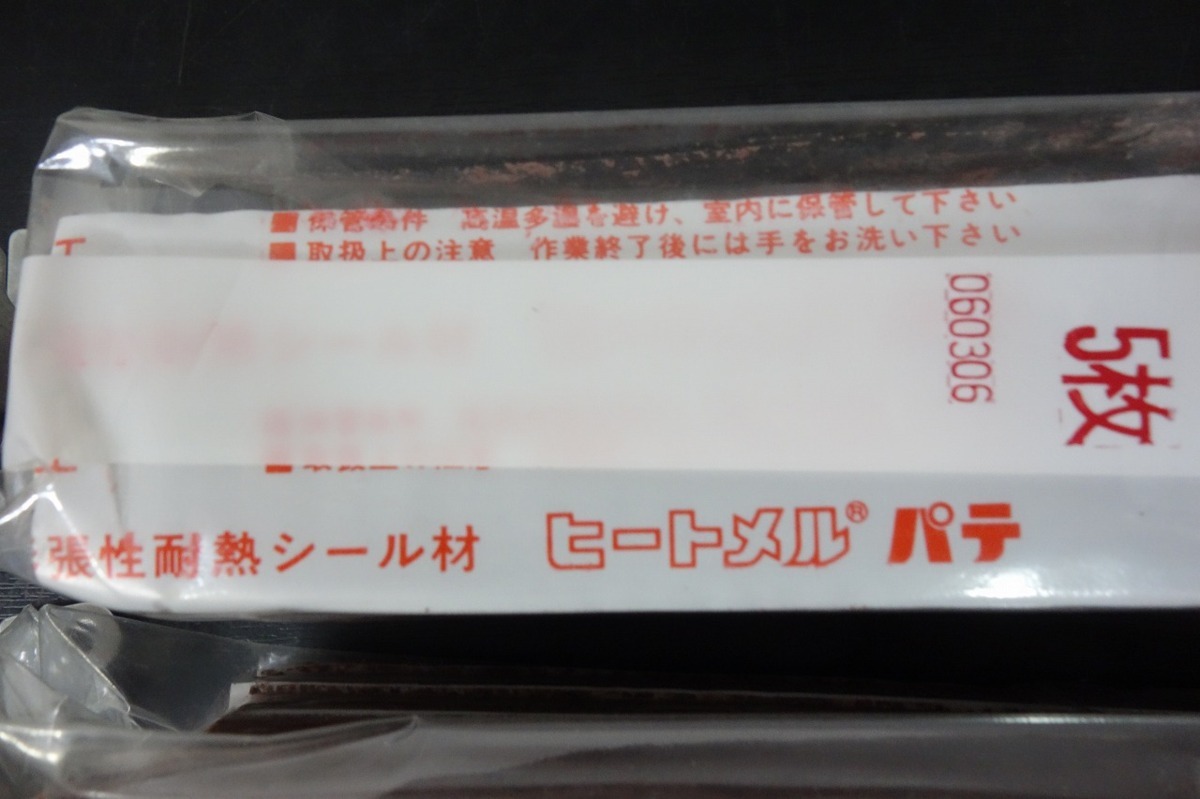 ■保管条件 高温多湿を避け、室内に保管して下さい
■取扱上の注意 作業終了後には手をお洗い下さい
060306
5枚
張性耐熱シール材 ヒートメル® パテ